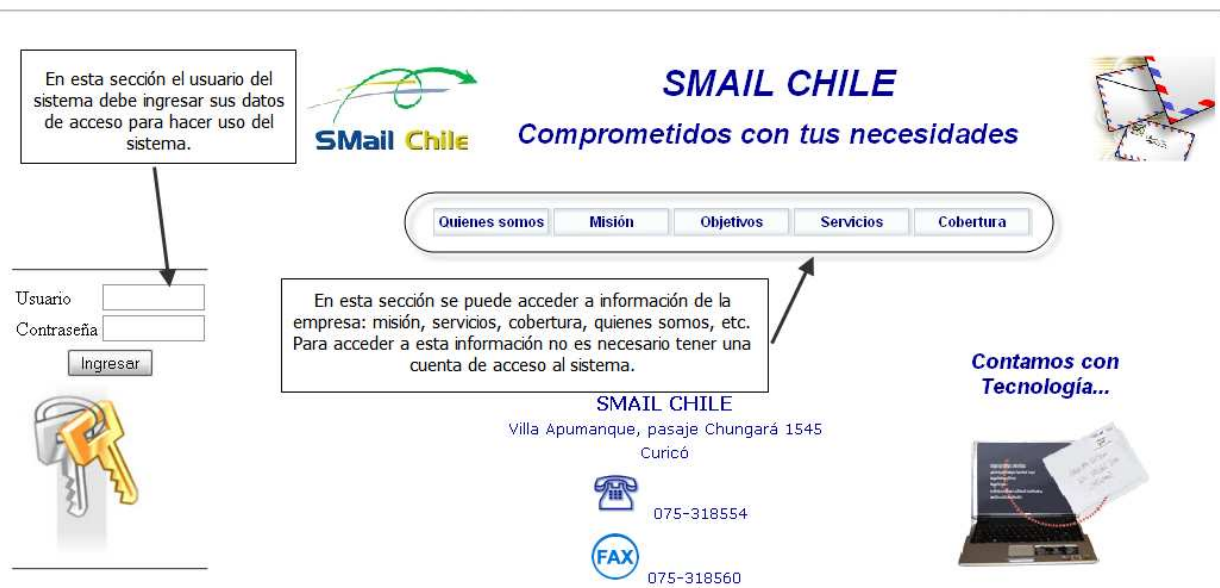 En esta sección el usuario del
sistema debe ingresar sus datos
de acceso para hacer uso del
sistema.
SMail Chile
SMAIL CHILE
Comprometidos con tus necesidades
Quienes somos
Misión
Objetivos
Servicios
Cobertura
Usuario
Contraseña
Ingresar
En esta sección se puede acceder a información de la
empresa: misión, servicios, cobertura, quienes somos, etc.
Para acceder a esta información no es necesario tener una
cuenta de acceso al sistema.
SMAIL CHILE
Villa Apumanque, pasaje Chungará 1545
Curicó
075-318554
FAX
075-318560
Contamos con
Tecnología...